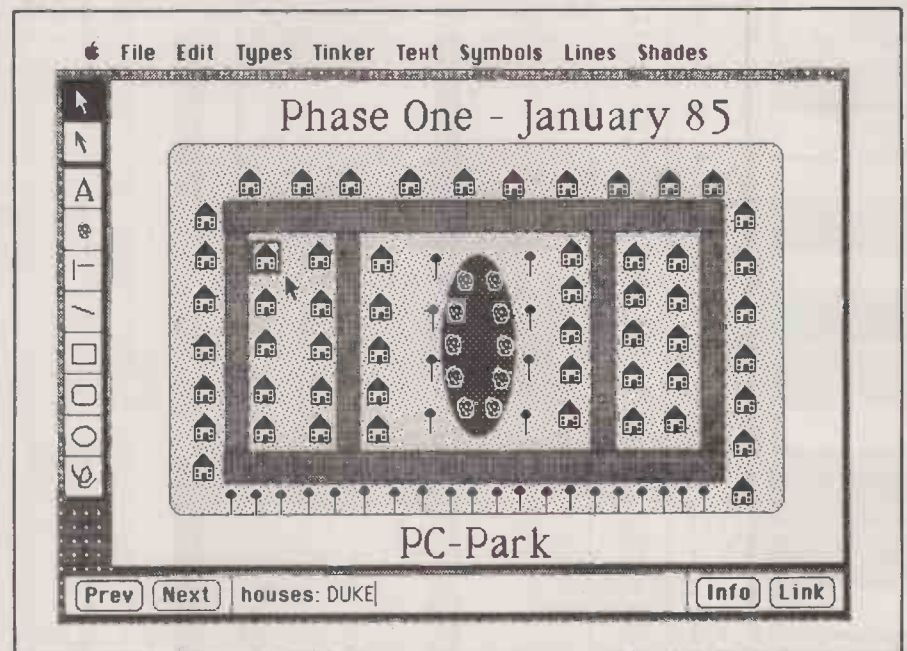 File Edit Types Tinker Text Symbols Lines Shades
Phase One - January 85
A
PC-Park
Prev Next houses: DUKE Info Link